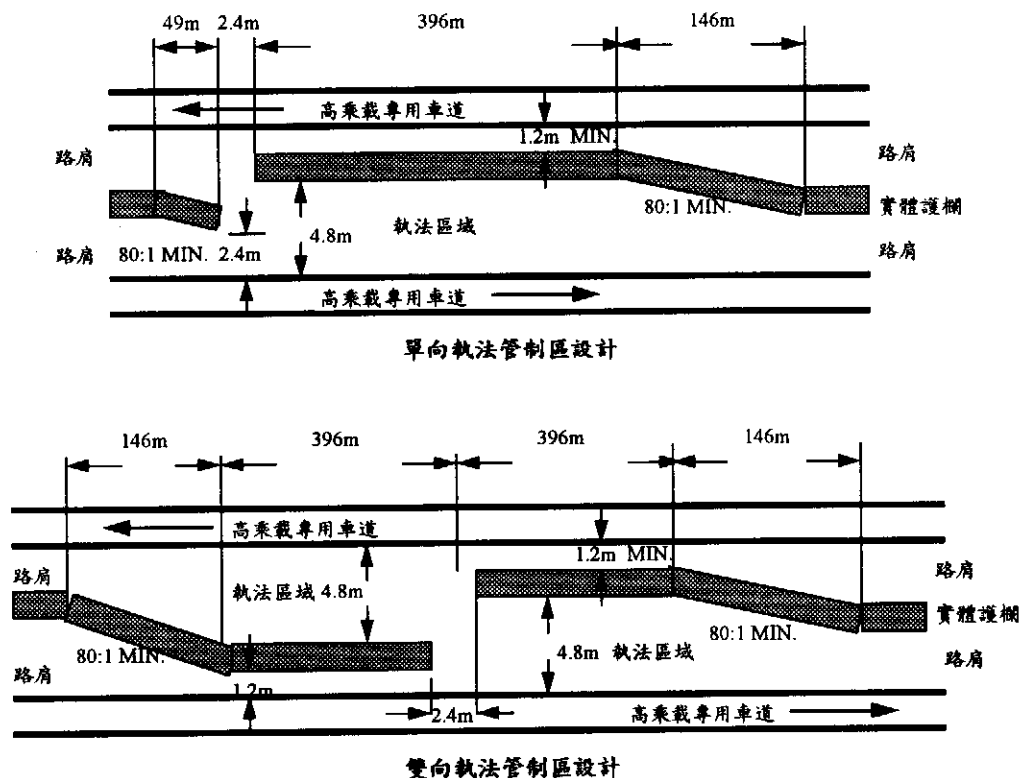 49m 2.4m 396m 146m
高乘載專用車道
1.2m MIN.
路肩 路肩
80:1 MIN. 實體護欄
執法區域
4.8m
路肩 80:1 MIN. 2.4m 路肩
高乘載專用車道
單向執法管制區設計
146m 396m 396m 146m
高乘載專用車道
1.2m MIN.
路肩 路肩
執法區域 4.8m
實體護欄
80:1 MIN.
80:1 MIN. 4.8m 執法區域
路肩 路肩
1.2m
2.4m 高乘載專用車道
雙向執法管制區設計